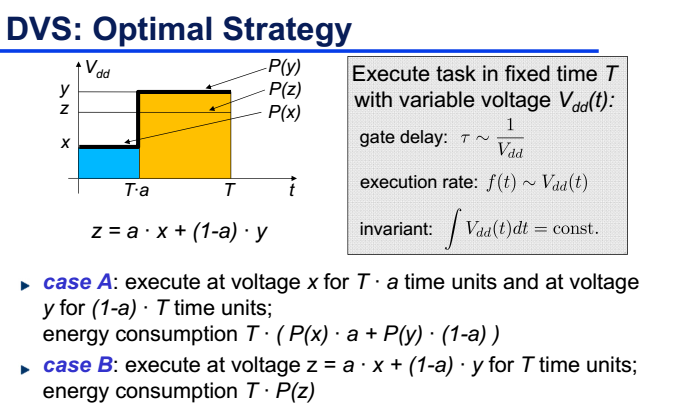 DVS: Optimal Strategy
V_dd
P(y)
y
P(z)
z
P(x)
x
T·a
T
t
z = a · x + (1-a) · y
Execute task in fixed time T
with variable voltage V_dd(t):
gate delay: τ ∼ 1/V_dd
execution rate: f(t) ∼ V_dd(t)
invariant: ∫ V_dd(t)dt = const.
case A: execute at voltage x for T · a time units and at voltage
y for (1-a) · T time units;
energy consumption T · ( P(x) · a + P(y) · (1-a) )
case B: execute at voltage z = a · x + (1-a) · y for T time units;
energy consumption T · P(z)